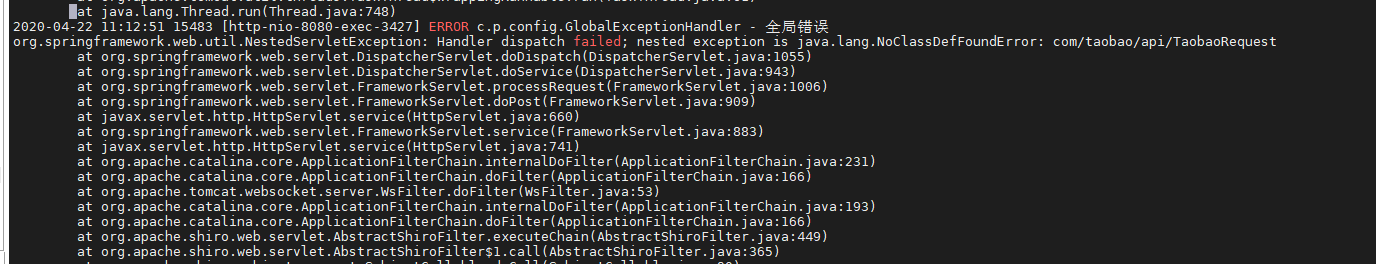 at java.lang.Thread.run(Thread.java:748)
2020-04-22 11:12:51 15483 [http-nio-8080-exec-3427] ERROR c.p.config.GlobalExceptionHandler - 全局错误
org.springframework.web.util.NestedServletException: Handler dispatch failed; nested exception is java.lang.NoClassDefFoundError: com/taobao/api/TaobaoRequest
at org.springframework.web.servlet.DispatcherServlet.doDispatch(DispatcherServlet.java:1055)
at org.springframework.web.servlet.DispatcherServlet.doService(DispatcherServlet.java:943)
at org.springframework.web.servlet.FrameworkServlet.processRequest(FrameworkServlet.java:1006)
at org.springframework.web.servlet.FrameworkServlet.doPost(FrameworkServlet.java:909)
at javax.servlet.http.HttpServlet.service(HttpServlet.java:660)
at org.springframework.web.servlet.FrameworkServlet.service(FrameworkServlet.java:883)
at javax.servlet.http.HttpServlet.service(HttpServlet.java:741)
at org.apache.catalina.core.ApplicationFilterChain.internalDoFilter(ApplicationFilterChain.java:231)
at org.apache.catalina.core.ApplicationFilterChain.doFilter(ApplicationFilterChain.java:166)
at org.apache.tomcat.websocket.server.WsFilter.doFilter(WsFilter.java:53)
at org.apache.catalina.core.ApplicationFilterChain.internalDoFilter(ApplicationFilterChain.java:193)
at org.apache.catalina.core.ApplicationFilterChain.doFilter(ApplicationFilterChain.java:166)
at org.apache.shiro.web.servlet.AbstractShiroFilter.executeChain(AbstractShiroFilter.java:449)
at org.apache.shiro.web.servlet.AbstractShiroFilter$1.call(AbstractShiroFilter.java:365)